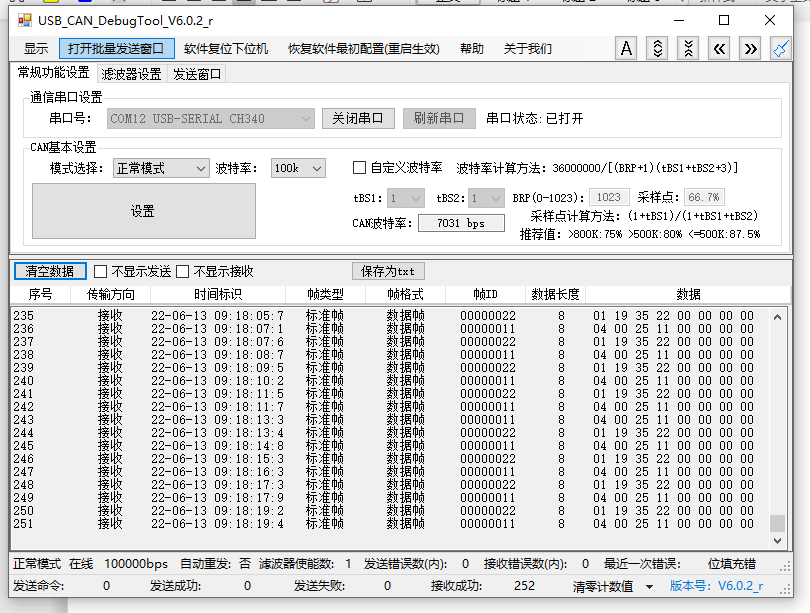 USB_CAN_DebugTool_V6.0.2_r
显示 打开批量发送窗口 软件复位下位机 恢复软件最初配置(重启生效) 帮助 关于我们
常规功能设置 滤波器设置 发送窗口
通信串口设置
串口号: COM12 USB-SERIAL CH340 关闭串口 刷新串口 串口状态:已打开
CAN基本设置
模式选择: 正常模式 波特率: 100k 自定义波特率 波特率计算方法: 36000000/[(BRP+1)(tBS1+tBS2+3)]
设置
tBS1: 1 tBS2: 1 BRP(0-1023): 1023 采样点: 66.7%
采样点计算方法: (1+tBS1)/(1+tBS1+tBS2)
CAN波特率: 7031 bps
推荐值: >800K:75% >500K:80% <=500K:87.5%
清空数据 不显示发送 不显示接收 保存为txt
序号 传输方向 时间标识 帧类型 帧格式 帧ID 数据长度 数据
235 接收 22-06-13 09:18:05:7 标准帧 数据帧 00000022 8 01 19 35 22 00 00 00 00
236 接收 22-06-13 09:18:07:1 标准帧 数据帧 00000011 8 04 00 25 11 00 00 00 00
237 接收 22-06-13 09:18:07:6 标准帧 数据帧 00000022 8 01 19 35 22 00 00 00 00
238 接收 22-06-13 09:18:08:7 标准帧 数据帧 00000011 8 04 00 25 11 00 00 00 00
239 接收 22-06-13 09:18:09:5 标准帧 数据帧 00000022 8 01 19 35 22 00 00 00 00
240 接收 22-06-13 09:18:10:2 标准帧 数据帧 00000011 8 04 00 25 11 00 00 00 00
241 接收 22-06-13 09:18:11:5 标准帧 数据帧 00000022 8 01 19 35 22 00 00 00 00
242 接收 22-06-13 09:18:11:7 标准帧 数据帧 00000011 8 04 00 25 11 00 00 00 00
243 接收 22-06-13 09:18:13:3 标准帧 数据帧 00000011 8 04 00 25 11 00 00 00 00
244 接收 22-06-13 09:18:13:4 标准帧 数据帧 00000022 8 01 19 35 22 00 00 00 00
245 接收 22-06-13 09:18:14:8 标准帧 数据帧 00000011 8 04 00 25 11 00 00 00 00
246 接收 22-06-13 09:18:15:3 标准帧 数据帧 00000022 8 01 19 35 22 00 00 00 00
247 接收 22-06-13 09:18:16:3 标准帧 数据帧 00000011 8 04 00 25 11 00 00 00 00
248 接收 22-06-13 09:18:17:3 标准帧 数据帧 00000022 8 01 19 35 22 00 00 00 00
249 接收 22-06-13 09:18:17:9 标准帧 数据帧 00000011 8 04 00 25 11 00 00 00 00
250 接收 22-06-13 09:18:19:2 标准帧 数据帧 00000022 8 01 19 35 22 00 00 00 00
251 接收 22-06-13 09:18:19:4 标准帧 数据帧 00000011 8 04 00 25 11 00 00 00 00
正常模式 在线 100000bps 自动重发: 否 滤波器使能数: 1 发送错误数(内): 0 接收错误数(内): 0 最近一次错误: 位填充错
发送命令: 0 发送成功: 0 发送失败: 0 接收成功: 252 清零计数值 版本号: V6.0.2_r